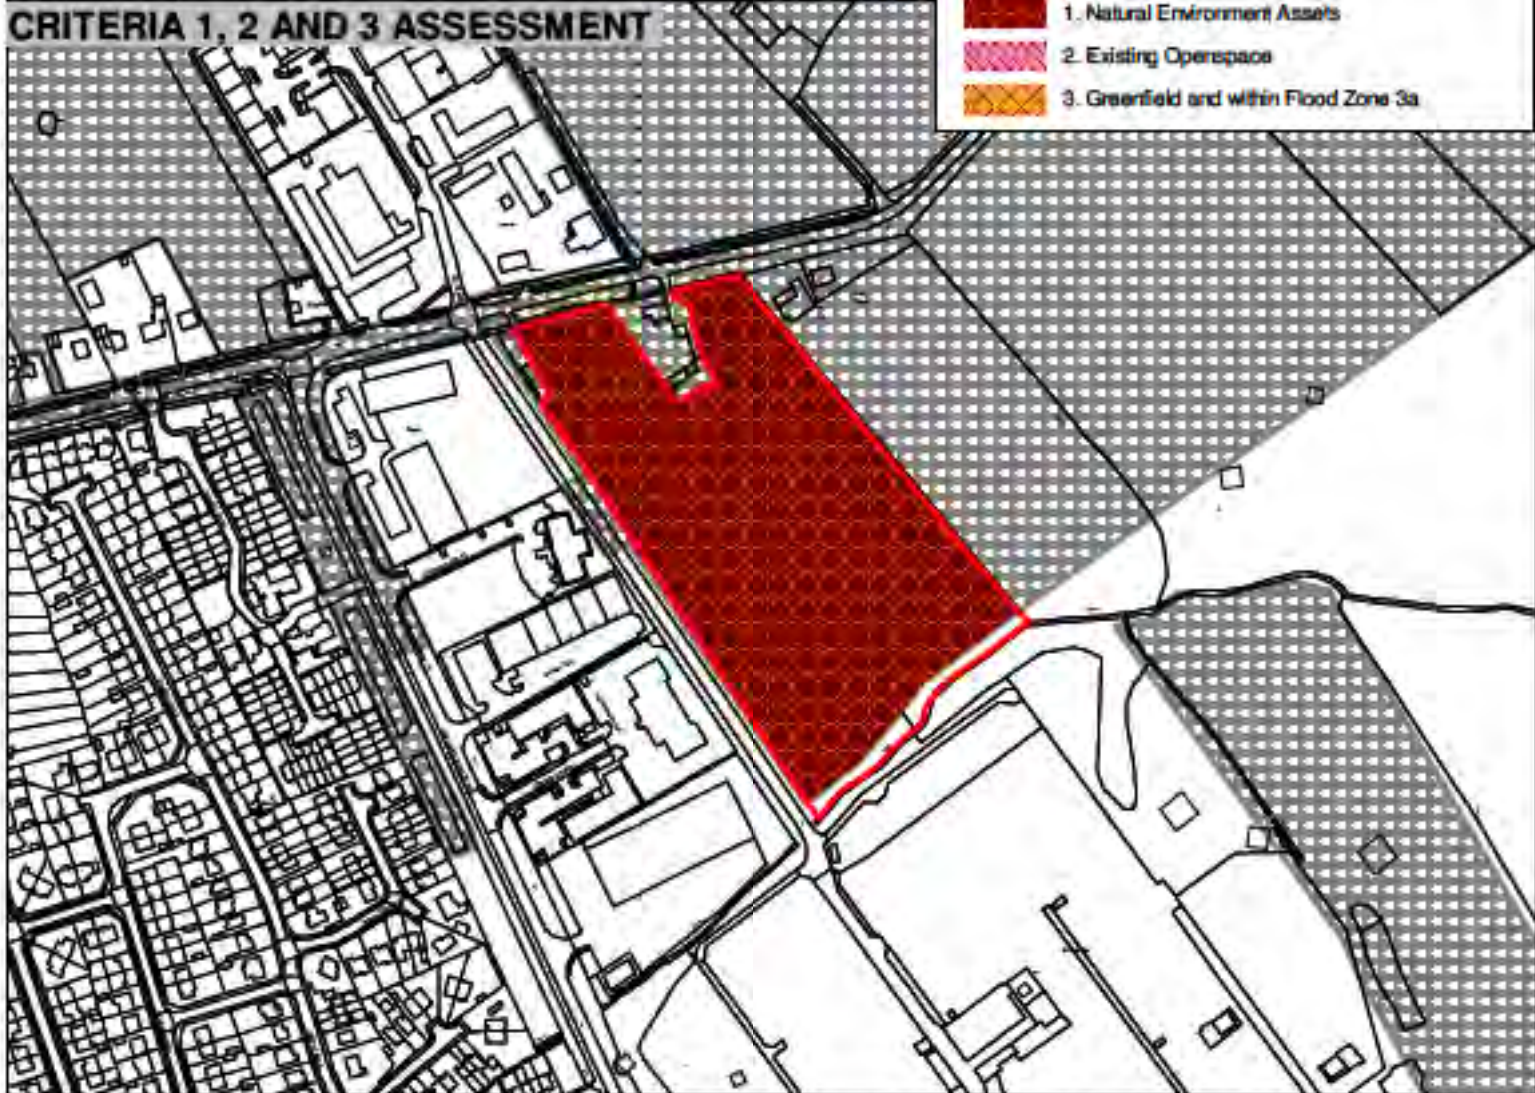 CRITERIA 1, 2 AND 3 ASSESSMENT
1. Natural Environment Assets
2. Existing Openspace
3. Greenfield and within Flood Zone 3a